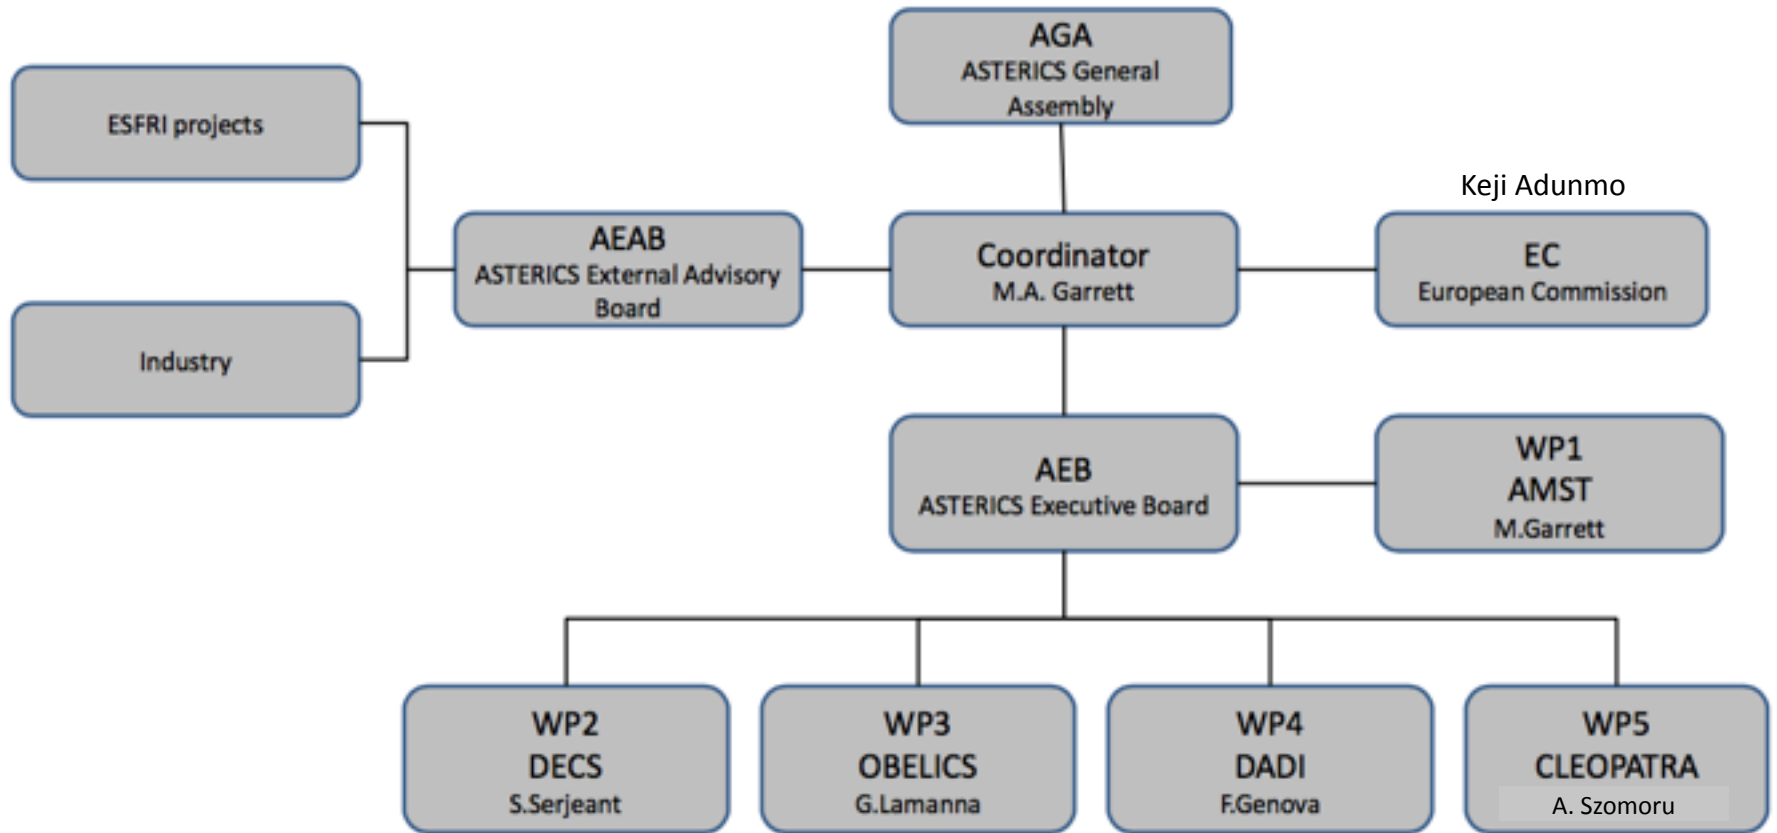 AGA
ASTERICS General
Assembly
ESFRI projects
Keji Adunmo
AEAB
ASTERICS External Advisory
Board
Coordinator
M.A. Garrett
EC
European Commission
Industry
AEB
ASTERICS Executive Board
WP1
AMST
M.Garrett
WP2
DECS
S.Serjeant
WP3
OBELICS
G.Lamanna
WP4
DADI
F.Genova
WP5
CLEOPATRA
A. Szomoru